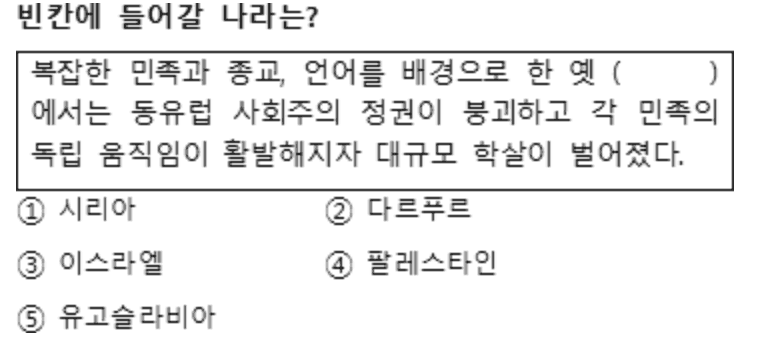 빈칸에 들어갈 나라는?
복잡한 민족과 종교, 언어를 배경으로 한 옛 (      )
에서는 동유럽 사회주의 정권이 붕괴하고 각 민족의
독립 움직임이 활발해지자 대규모 학살이 벌어졌다.
① 시리아 ② 다르푸르
③ 이스라엘 ④ 팔레스타인
⑤ 유고슬라비아